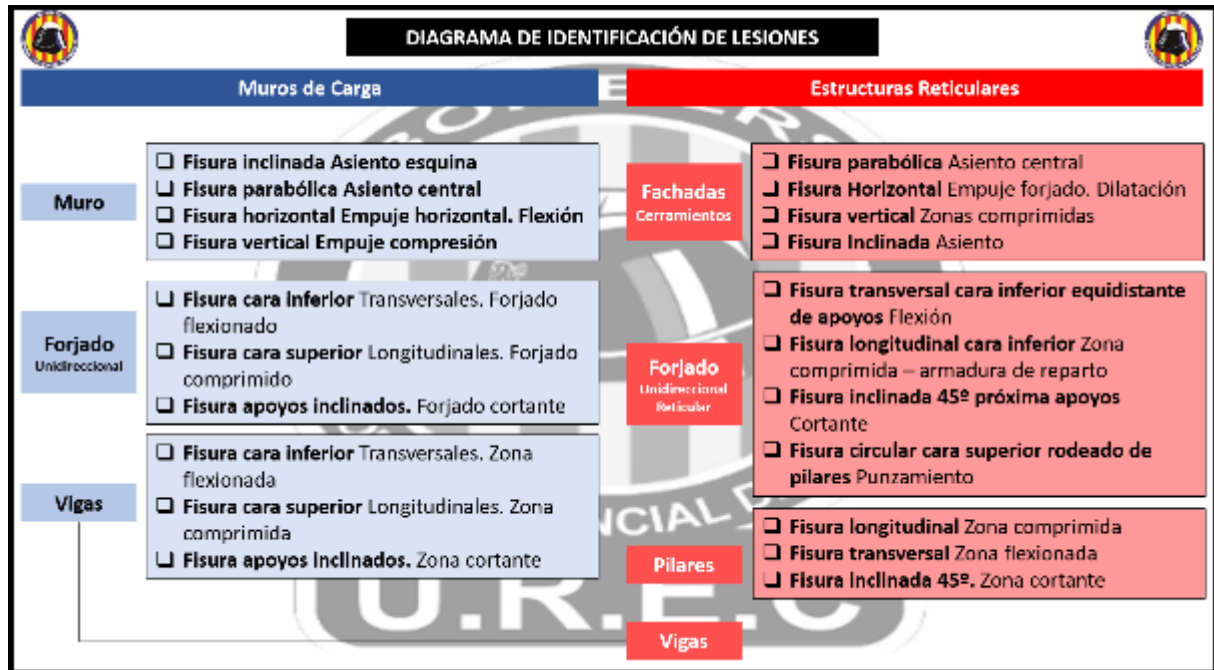 DIAGRAMA DE IDENTIFICACIÓN DE LESIONES
Muros de Carga
Muro
❑ Fisura inclinada Asiento esquina
❑ Fisura parabólica Asiento central
❑ Fisura horizontal Empuje horizontal. Flexión
❑ Fisura vertical Empuje compresión
Forjado
Unidireccional
❑ Fisura cara inferior Transversales. Forjado
flexionado
❑ Fisura cara superior Longitudinales. Forjado
comprimido
❑ Fisura apoyos inclinados. Forjado cortante
Vigas
❑ Fisura cara inferior Transversales. Zona
flexionada
❑ Fisura cara superior Longitudinales. Zona
comprimida
❑ Fisura apoyos inclinados. Zona cortante
Estructuras Reticulares
Fachadas
Cerramientos
❑ Fisura parabólica Asiento central
❑ Fisura Horizontal Empuje forjado. Dilatación
❑ Fisura vertical Zonas comprimidas
❑ Fisura Inclinada Asiento
Forjado
Unidireccional
Reticular
❑ Fisura transversal cara inferior equidistante
de apoyos Flexión
❑ Fisura longitudinal cara inferior Zona
comprimida – armadura de reparto
❑ Fisura inclinada 45º próxima apoyos
Cortante
❑ Fisura circular cara superior rodeado de
pilares Punzamiento
Pilares
❑ Fisura longitudinal Zona comprimida
❑ Fisura transversal Zona flexionada
❑ Fisura inclinada 45º. Zona cortante
Vigas
U.R.E.C